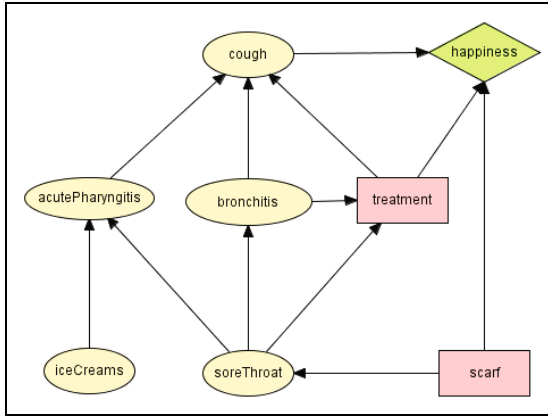 cough
happiness
acutePharyngitis
bronchitis
treatment
iceCreams
soreThroat
scarf